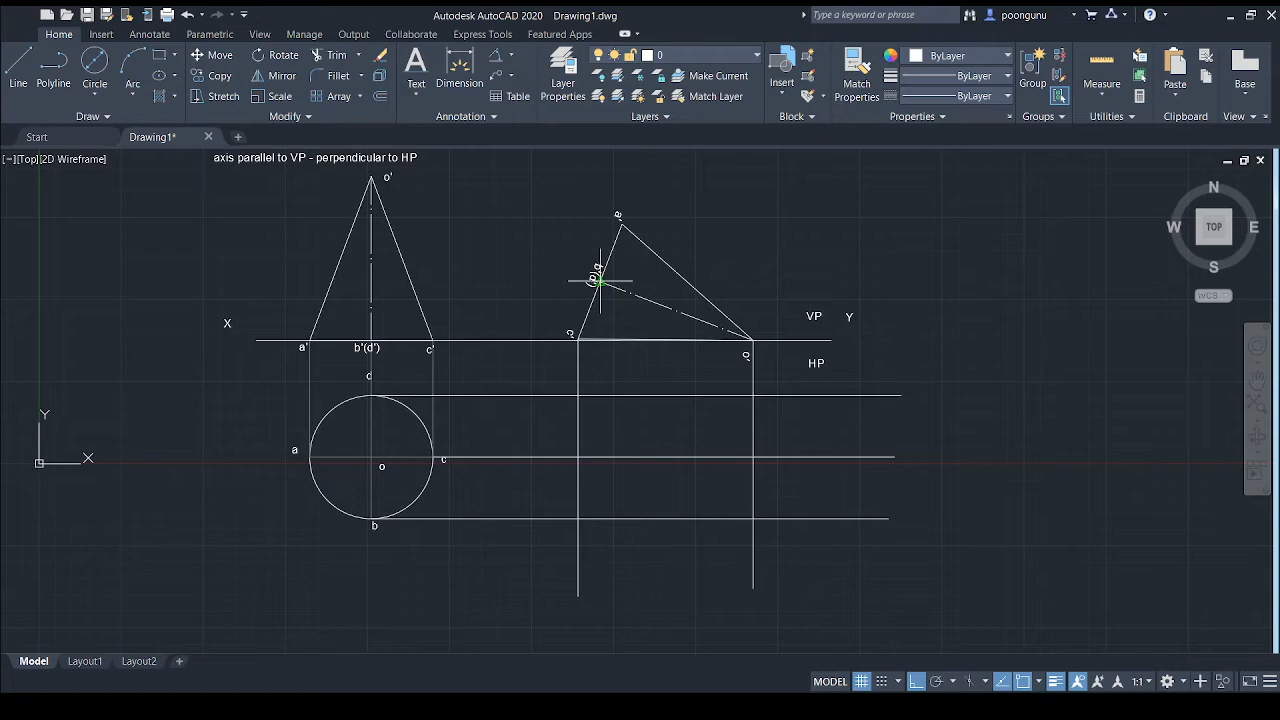 Autodesk AutoCAD 2020 Drawing1.dwg
Type a keyword or phrase
poongunu
Home Insert Annotate Parametric View Manage Output Collaborate Express Tools Featured Apps
Line Polyline Circle Arc
Move Rotate Trim
Copy Mirror Fillet
Stretch Scale Array
Text Dimension Table
Layer Properties
0
Make Current
Match Layer
Insert
Match Properties
ByLayer
ByLayer
ByLayer
Group
Measure
Paste
Base
Draw Modify Annotation Layers Block Properties Groups Utilities Clipboard View
Start Drawing1*
[−][Top][2D Wireframe]
axis parallel to VP - perpendicular to HP
o'
a'
b'(d')
X
VP Y
c'
a' b'(d') c'
o'
HP
d
a
c
o
b
N
W TOP E
S
WCS
Y
X
Model Layout1 Layout2
MODEL 1:1